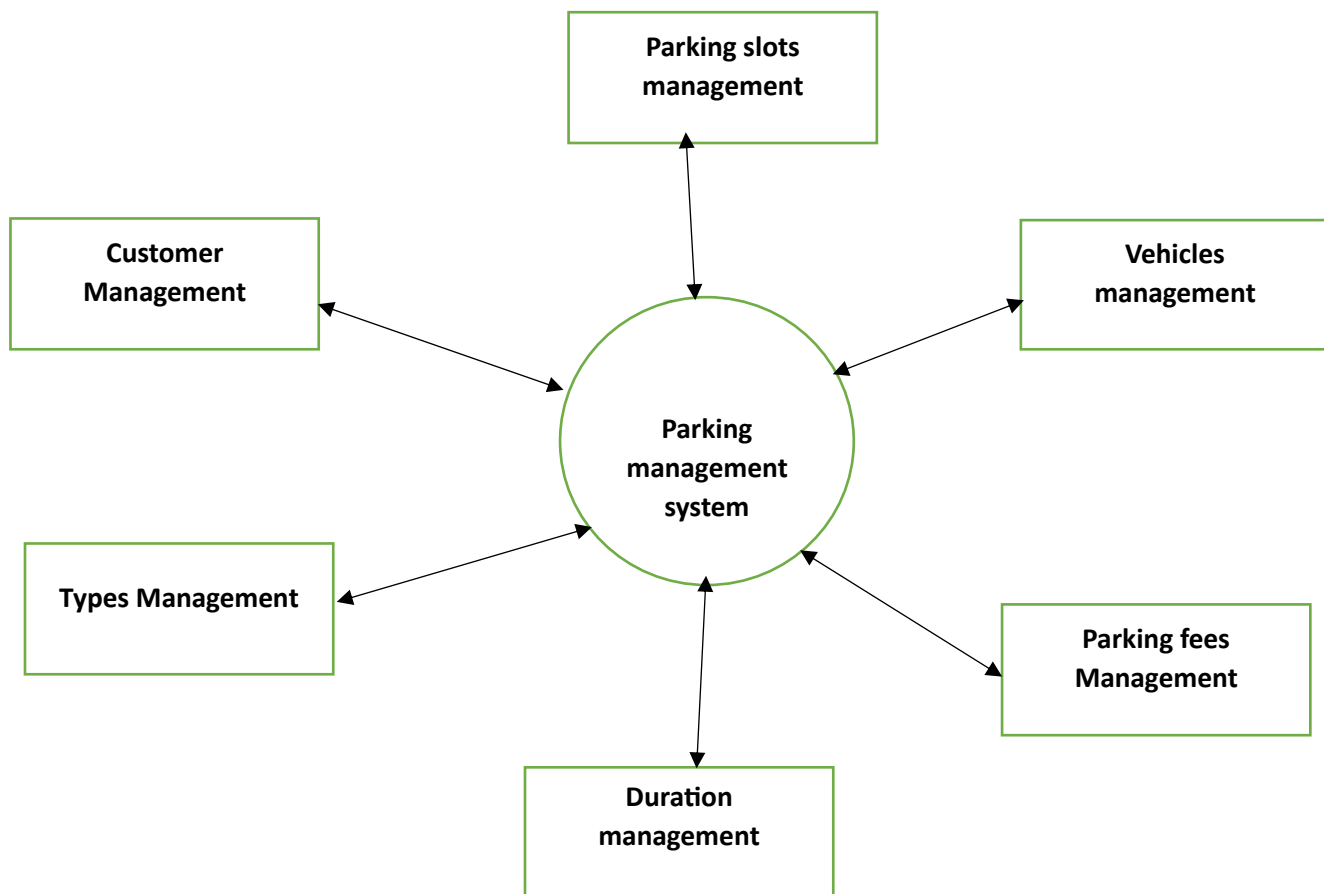 Parking slots
management
Customer
Management
Vehicles
management
Parking
management
system
Types Management
Parking fees
Management
Duration
management